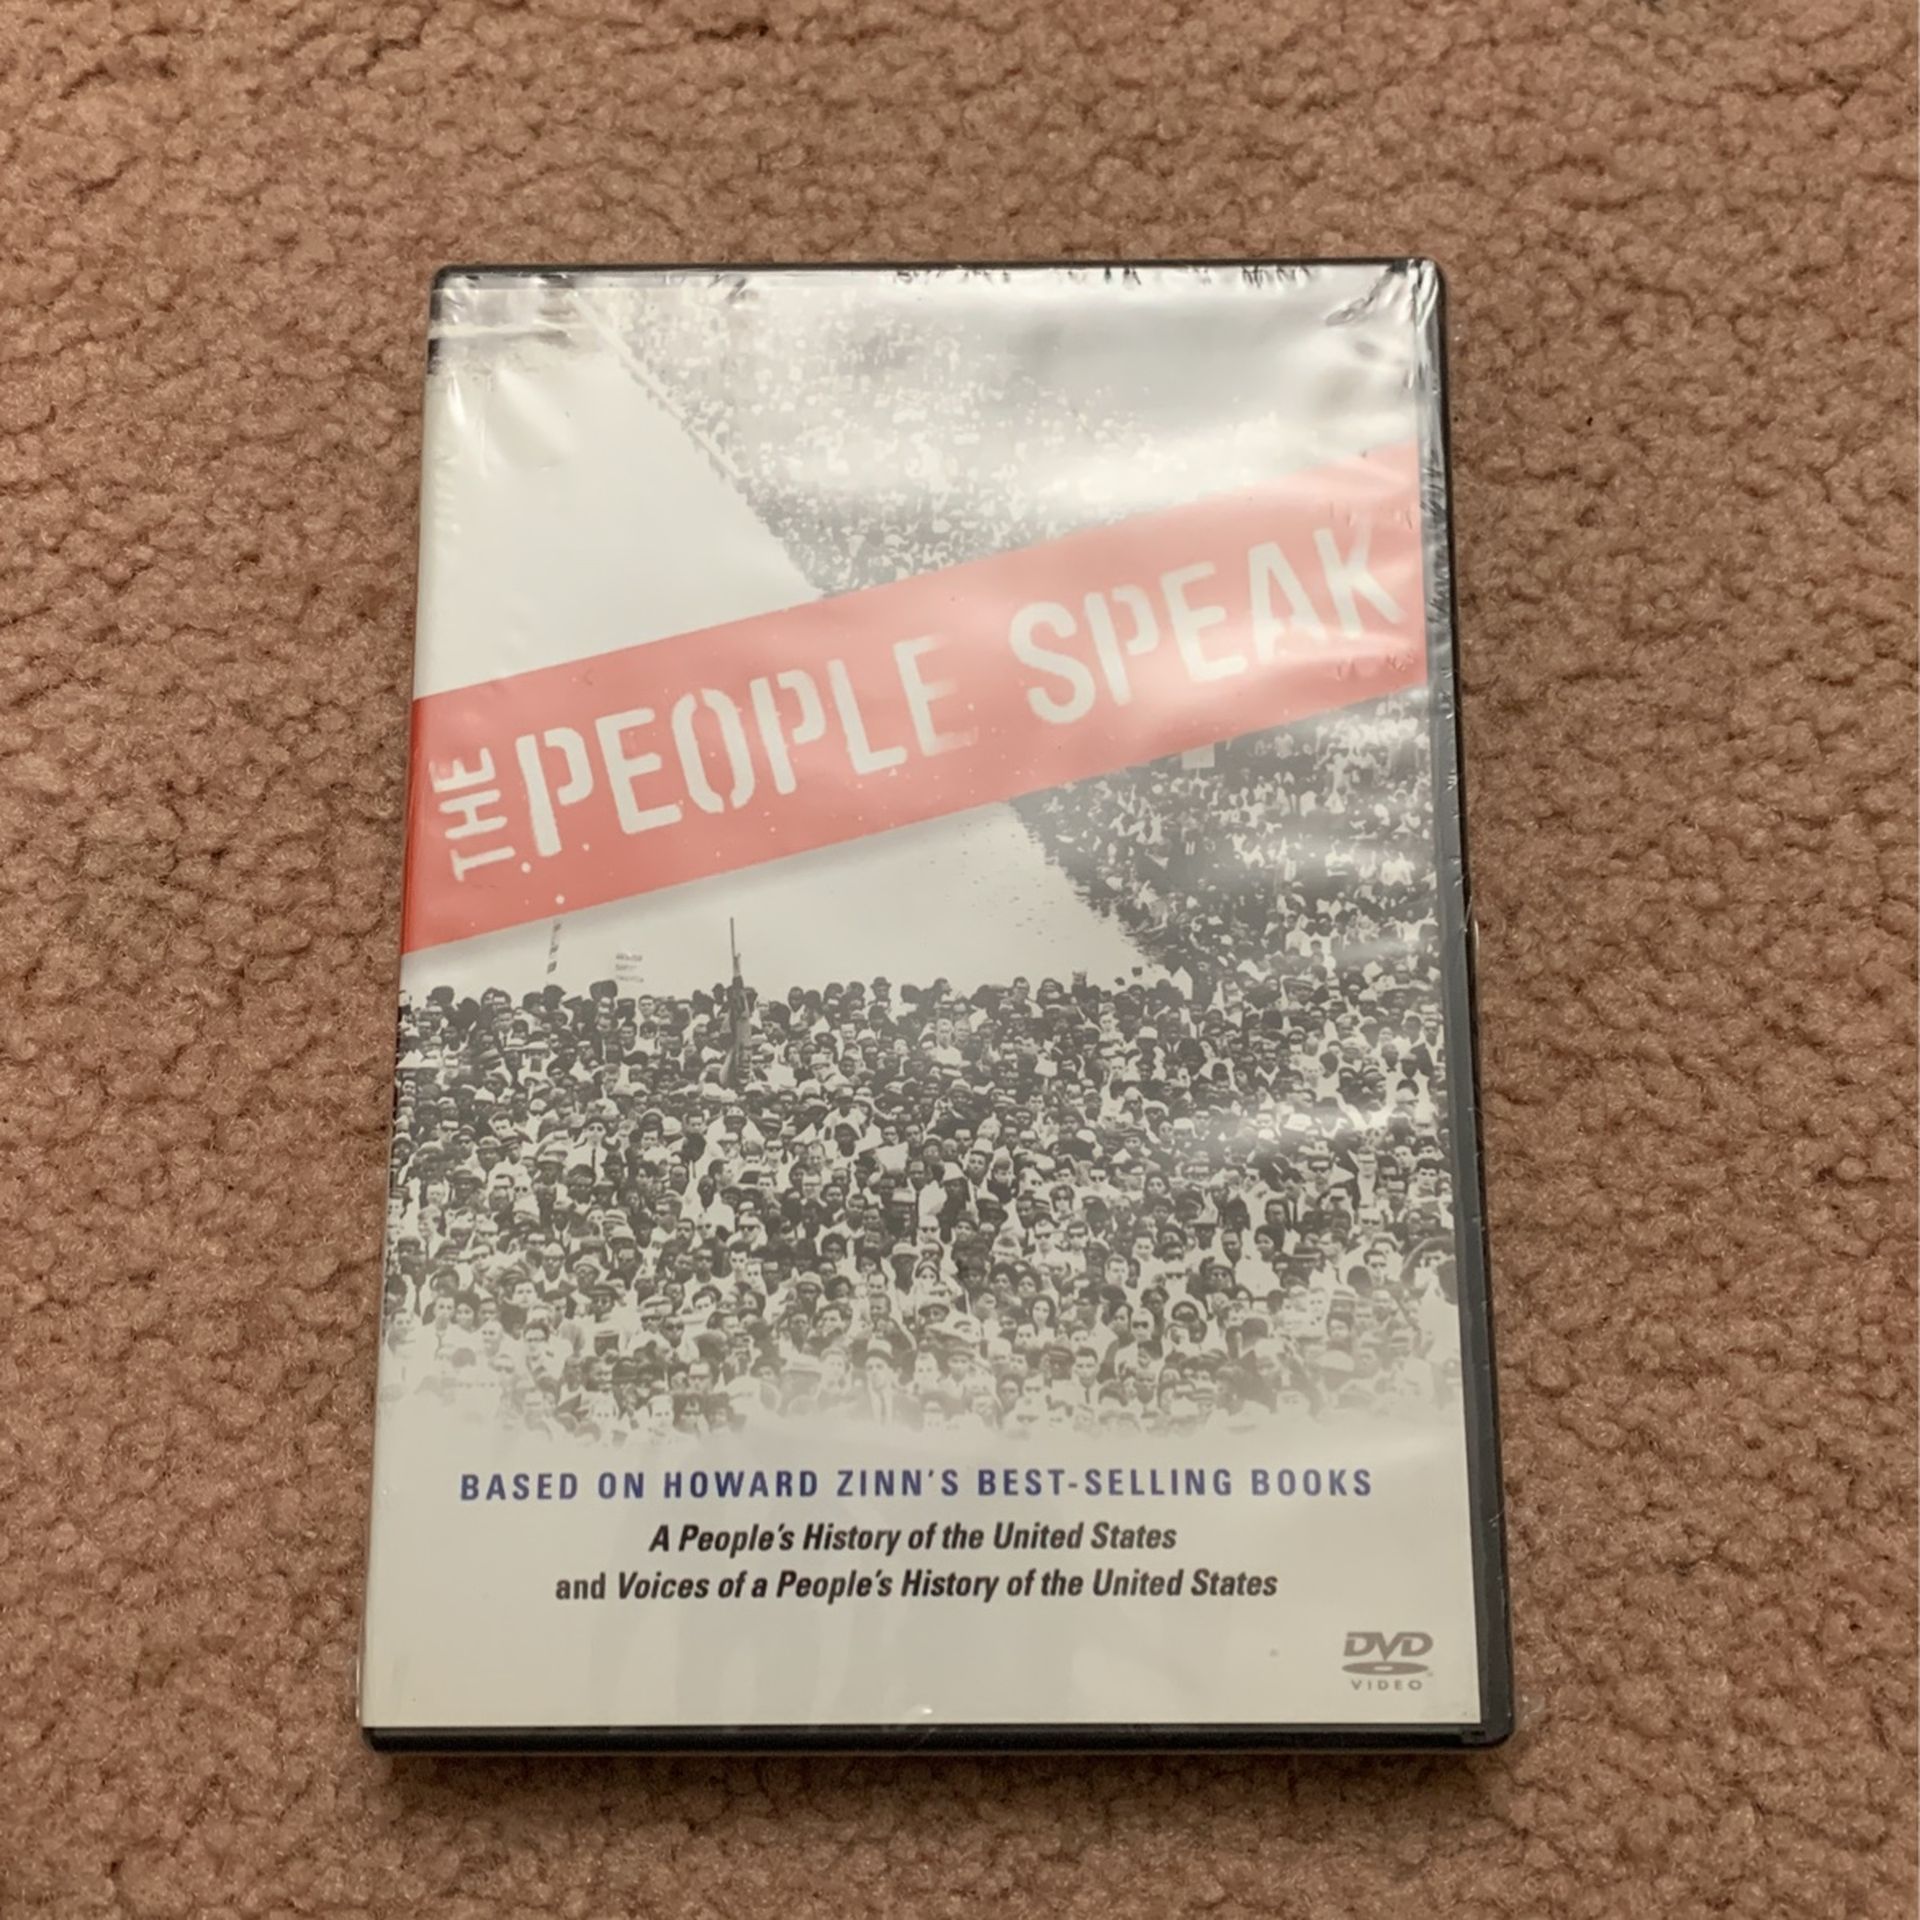 THE PEOPLE SPEAK
BASED ON HOWARD ZINN'S BEST-SELLING BOOKS
A People's History of the United States
and Voices of a People's History of the United States
DVD
VIDEO